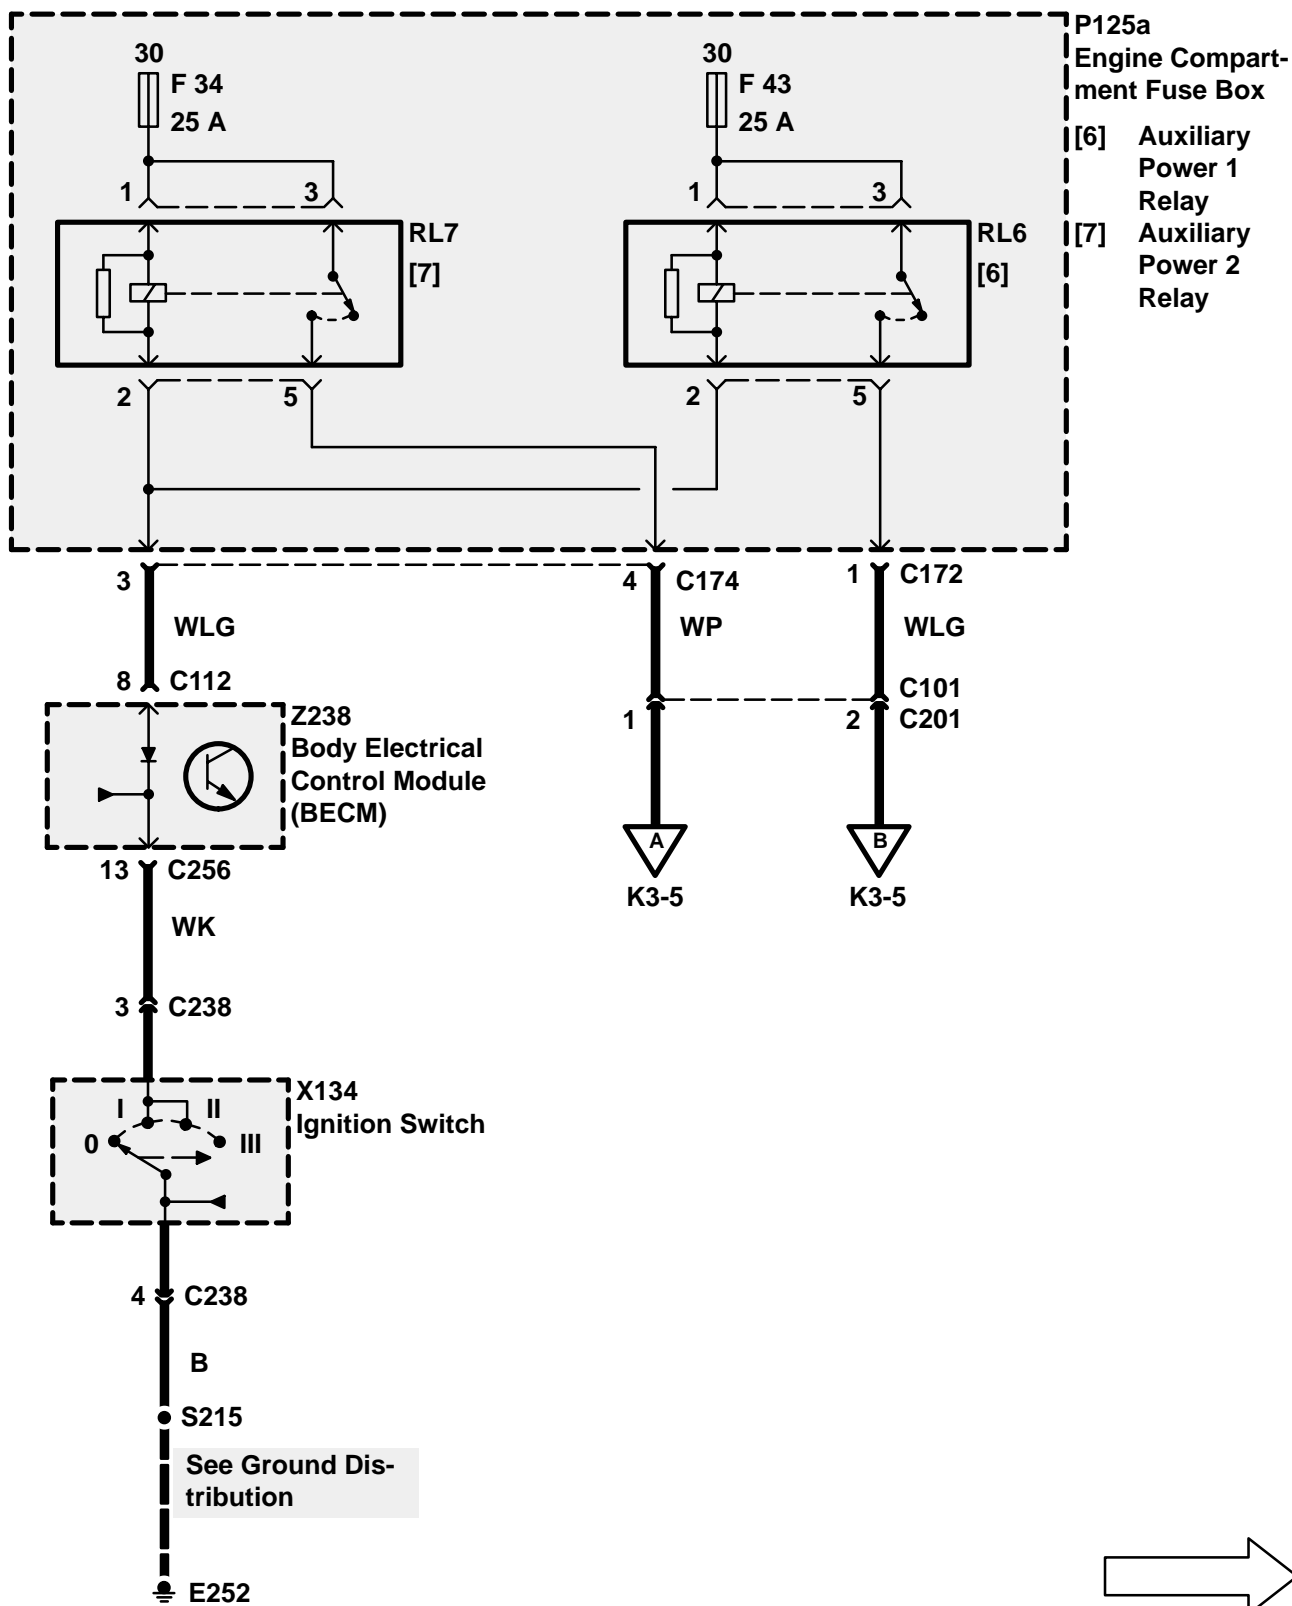 P125a
Engine Compart-
ment Fuse Box
[6] Auxiliary
Power 1
Relay
[7] Auxiliary
Power 2
Relay
30
F 34
25 A
30
F 43
25 A
1 3
1 3
RL7
[7]
RL6
[6]
2 5
2 5
3
4 C174
1 C172
WLG
WP
WLG
8 C112
C101
1
2 C201
Z238
Body Electrical
Control Module
(BECM)
A
B
K3-5
K3-5
13 C256
WK
3 C238
X134
Ignition Switch
I II
0 III
4 C238
B
S215
See Ground Dis-
tribution
E252